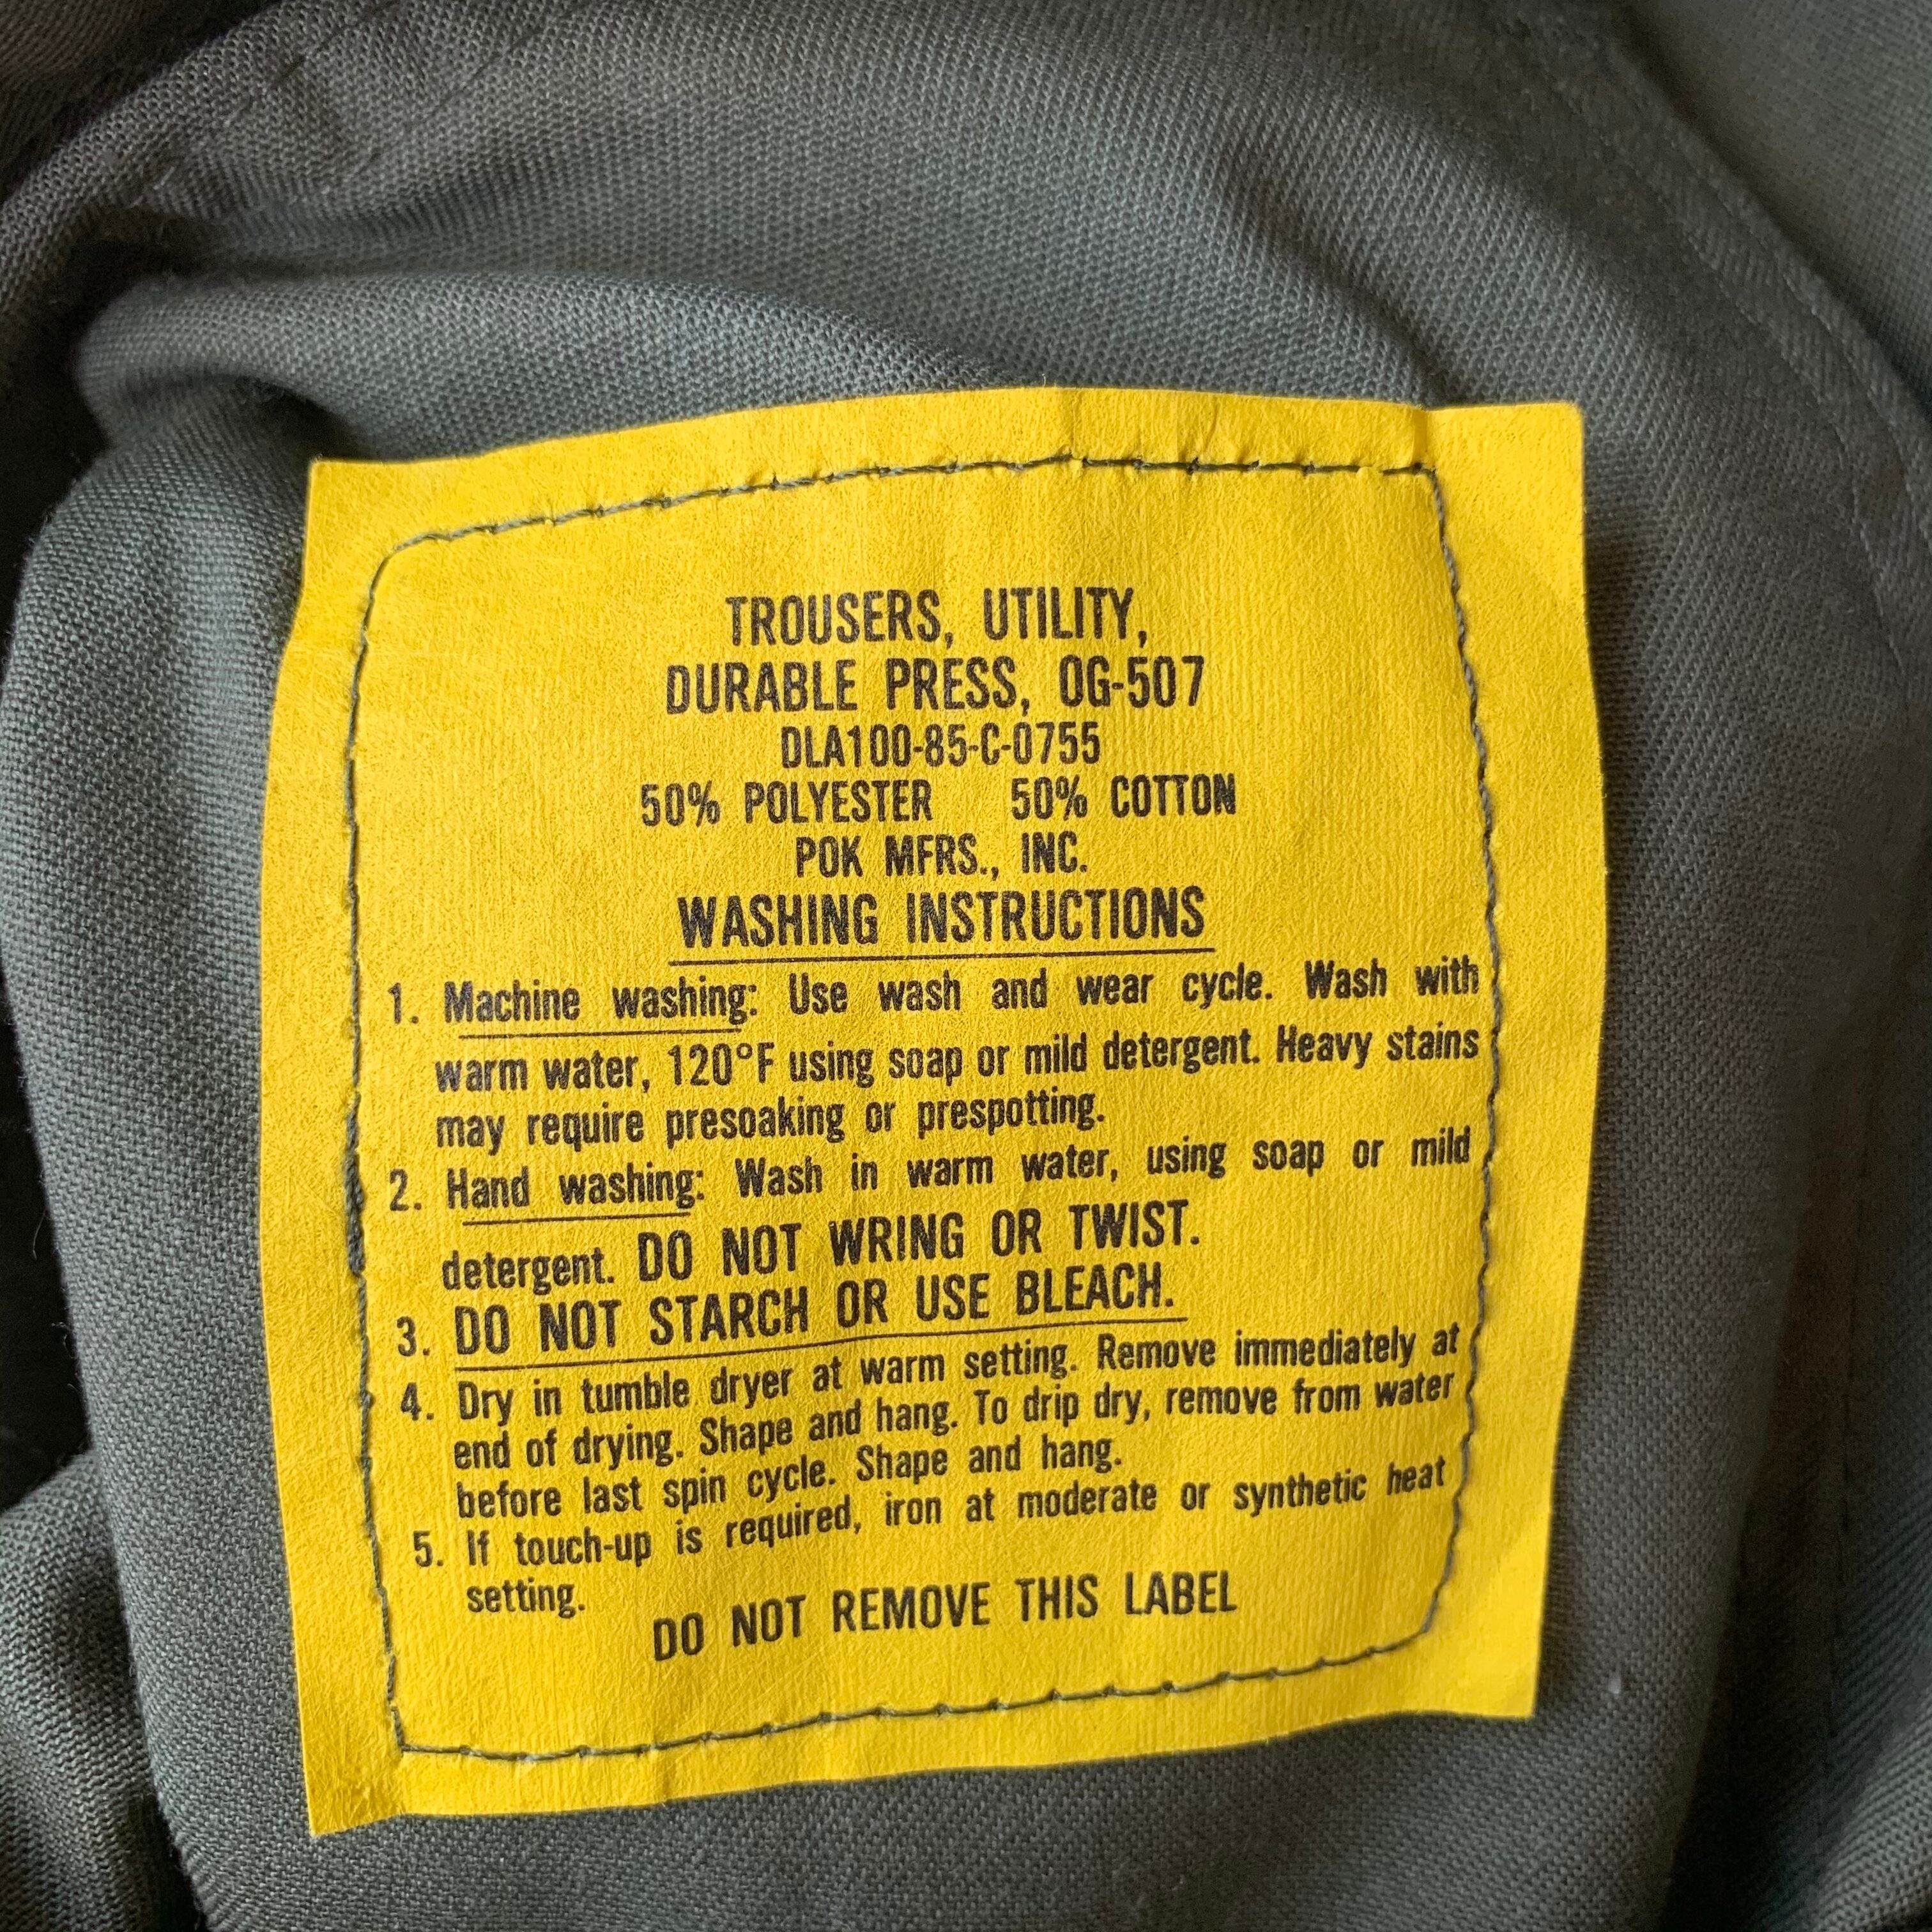 TROUSERS, UTILITY,
DURABLE PRESS, OG-507
DLA100-85-C-0755
50% POLYESTER 50% COTTON
POK MFRS., INC.
WASHING INSTRUCTIONS
1. Machine washing: Use wash and wear cycle. Wash with
warm water, 120°F using soap or mild detergent. Heavy stains
may require presoaking or prespotting.
2. Hand washing: Wash in warm water, using soap or mild
detergent. DO NOT WRING OR TWIST.
3. DO NOT STARCH OR USE BLEACH.
4. Dry in tumble dryer at warm setting. Remove immediately at
end of drying. Shape and hang. To drip dry, remove from water
before last spin cycle. Shape and hang.
5. If touch-up is required, iron at moderate or synthetic heat
setting.
DO NOT REMOVE THIS LABEL